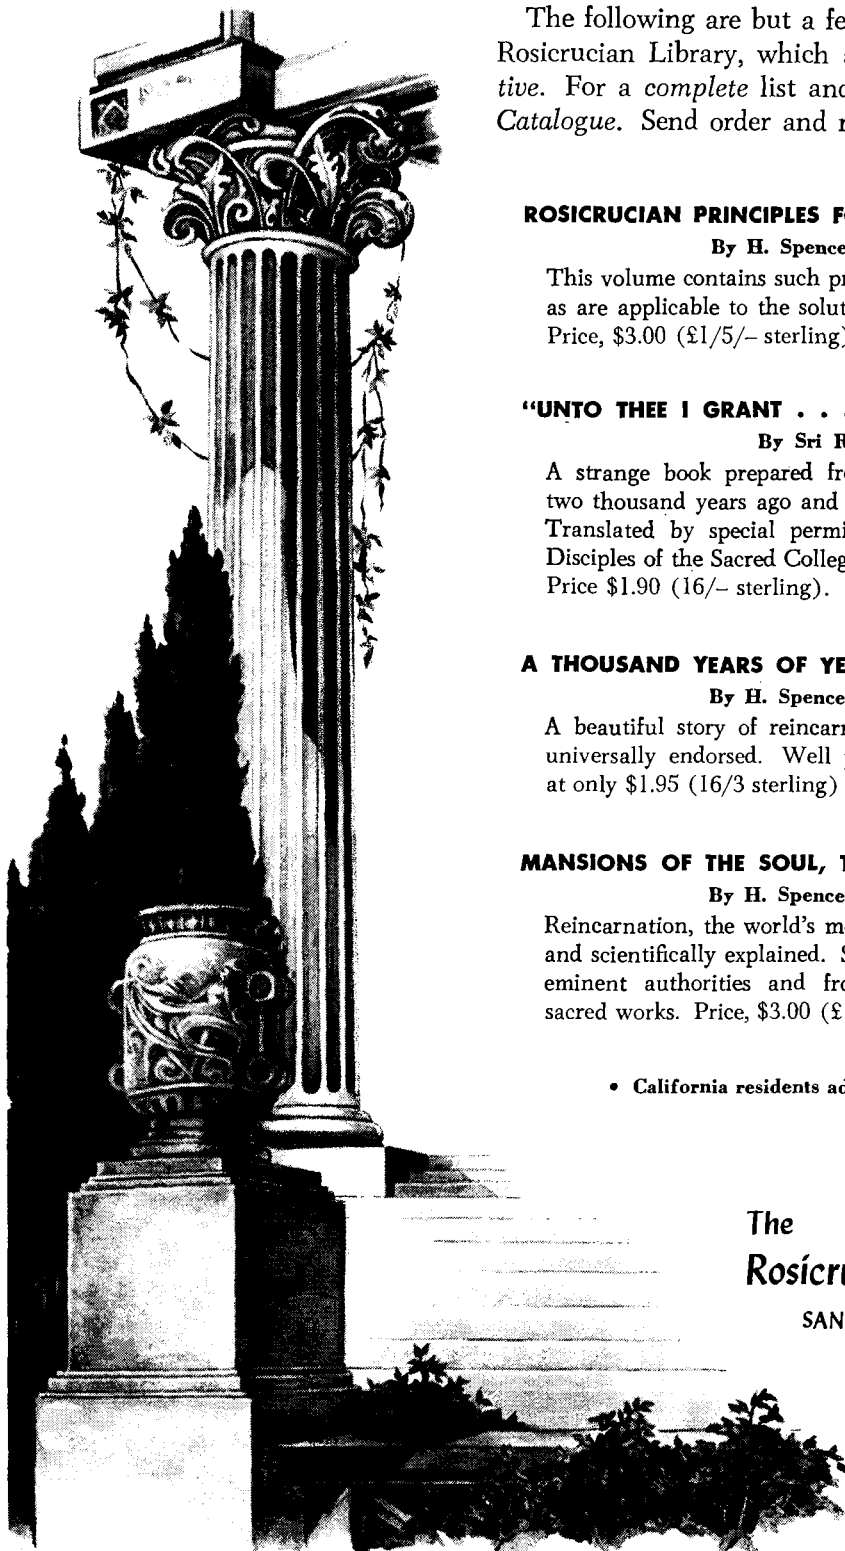 The following are but a fe
Rosicrucian Library, which
tive. For a complete list and
Catalogue. Send order and r
ROSICRUCIAN PRINCIPLES FO
By H. Spence
This volume contains such pr
as are applicable to the solut
Price, $3.00 (£1/5/– sterling)
“UNTO THEE I GRANT . . .
By Sri R
A strange book prepared fro
two thousand years ago and
Translated by special permi
Disciples of the Sacred Colleg
Price $1.90 (16/– sterling).
A THOUSAND YEARS OF YE
By H. Spence
A beautiful story of reincarn
universally endorsed. Well
at only $1.95 (16/3 sterling)
MANSIONS OF THE SOUL, T
By H. Spence
Reincarnation, the world’s m
and scientifically explained. S
eminent authorities and fro
sacred works. Price, $3.00 (£
• California residents ad
The
Rosicru
SAN